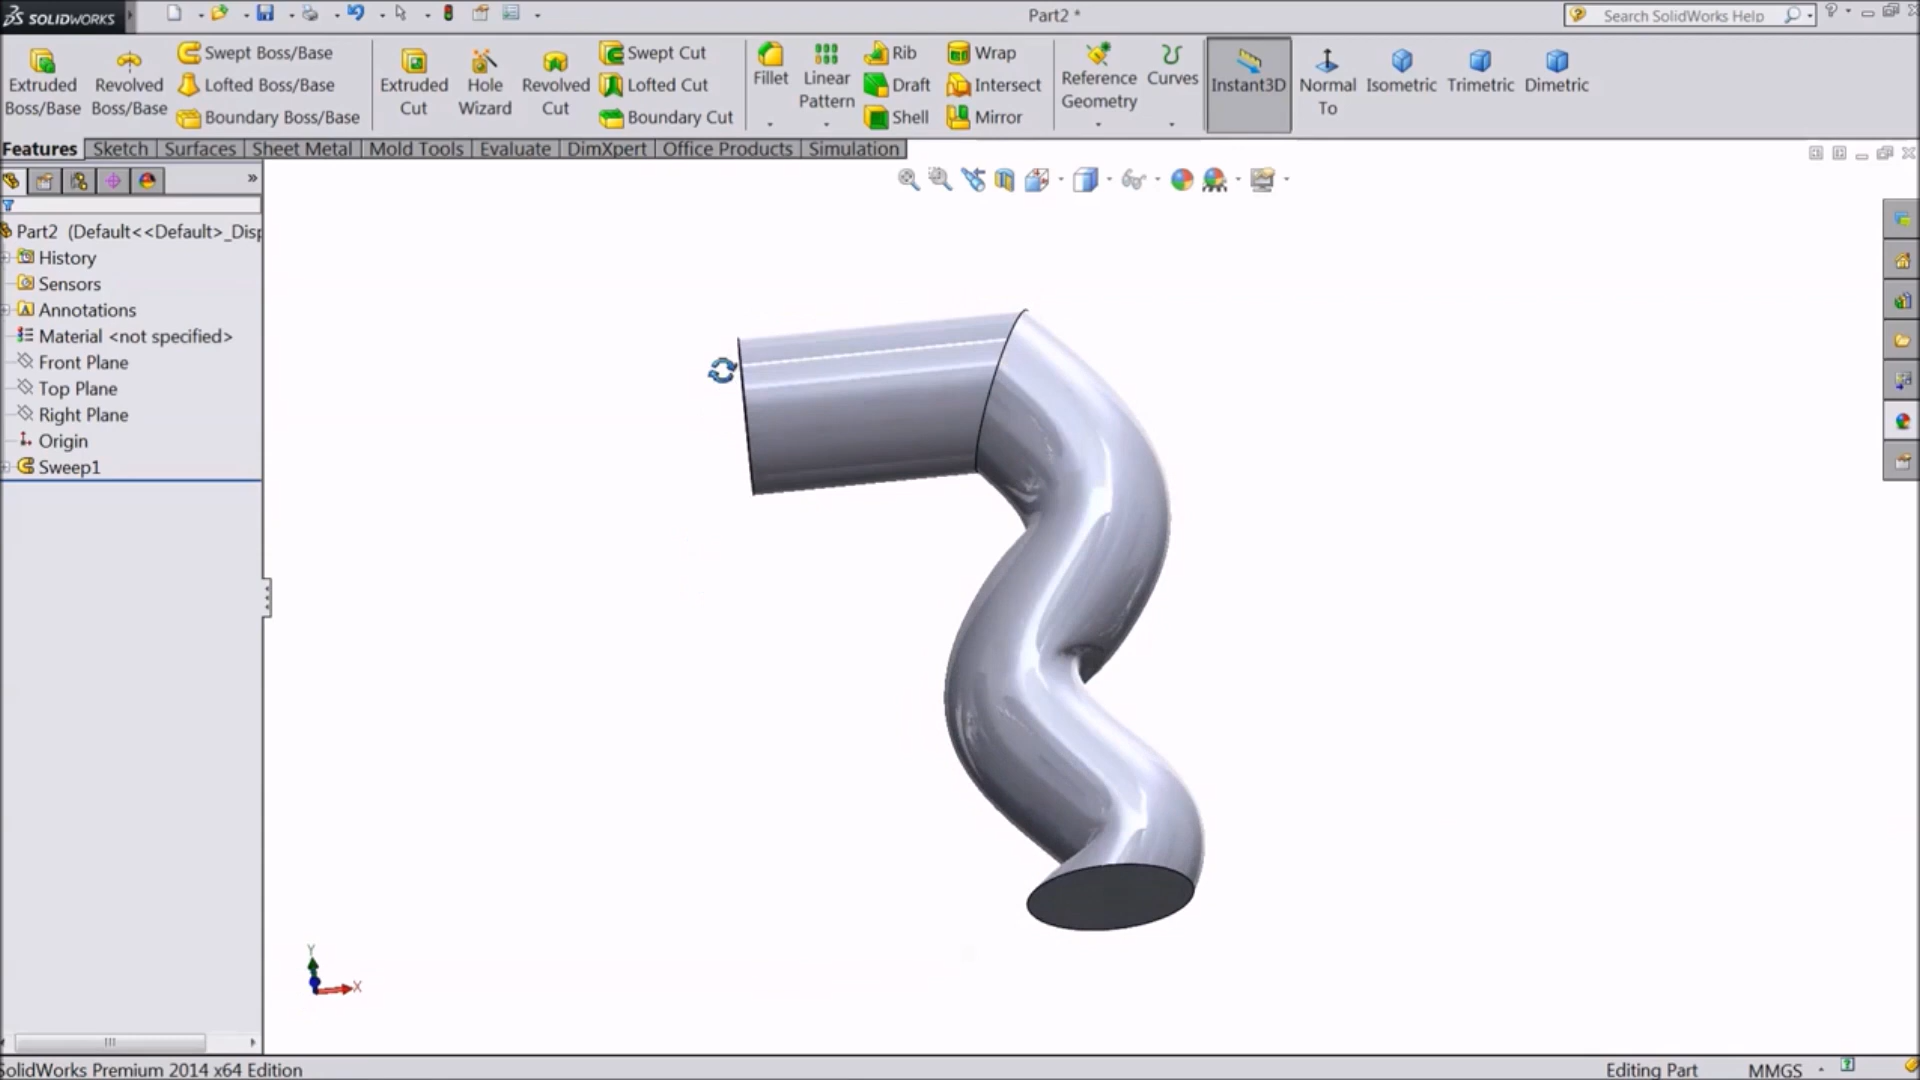 SOLIDWORKS
Part2 *
Search SolidWorks Help
Extruded Boss/Base
Revolved Boss/Base
Swept Boss/Base
Lofted Boss/Base
Boundary Boss/Base
Extruded Cut
Hole Wizard
Revolved Cut
Swept Cut
Lofted Cut
Boundary Cut
Fillet
Linear Pattern
Rib
Draft
Shell
Wrap
Intersect
Mirror
Reference Geometry
Curves
Instant3D
Normal To
Isometric
Trimetric
Dimetric
Features
Sketch
Surfaces
Sheet Metal
Mold Tools
Evaluate
DimXpert
Office Products
Simulation
Part2 (Default<<Default>_Disp
History
Sensors
Annotations
Material <not specified>
Front Plane
Top Plane
Right Plane
Origin
Sweep1
Y
X
SolidWorks Premium 2014 x64 Edition
Editing Part
MMGS